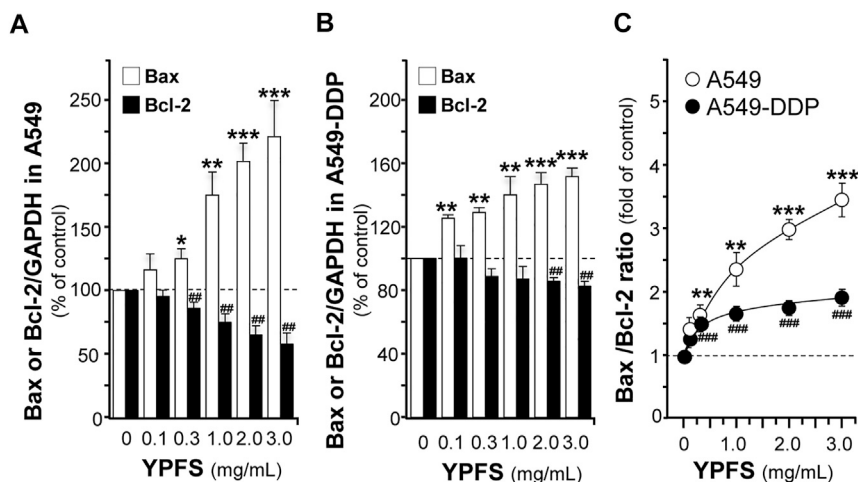 A
Bax or Bcl-2/GAPDH in A549
(% of control)
Bax
Bcl-2
250
200
150
100
50
0
*
**
***
***
##
##
##
##
0 0.1 0.3 1.0 2.0 3.0
YPFS (mg/mL)
B
Bax or Bcl-2/GAPDH in A549-DDP
(% of control)
Bax
Bcl-2
200
160
120
80
40
0
**
**
**
***
***
##
##
0 0.1 0.3 1.0 2.0 3.0
YPFS (mg/mL)
C
Bax /Bcl-2 ratio (fold of control)
A549
A549-DDP
5
4
3
2
1
0
**
**
***
***
###
###
###
###
0 1.0 2.0 3.0
YPFS (mg/mL)